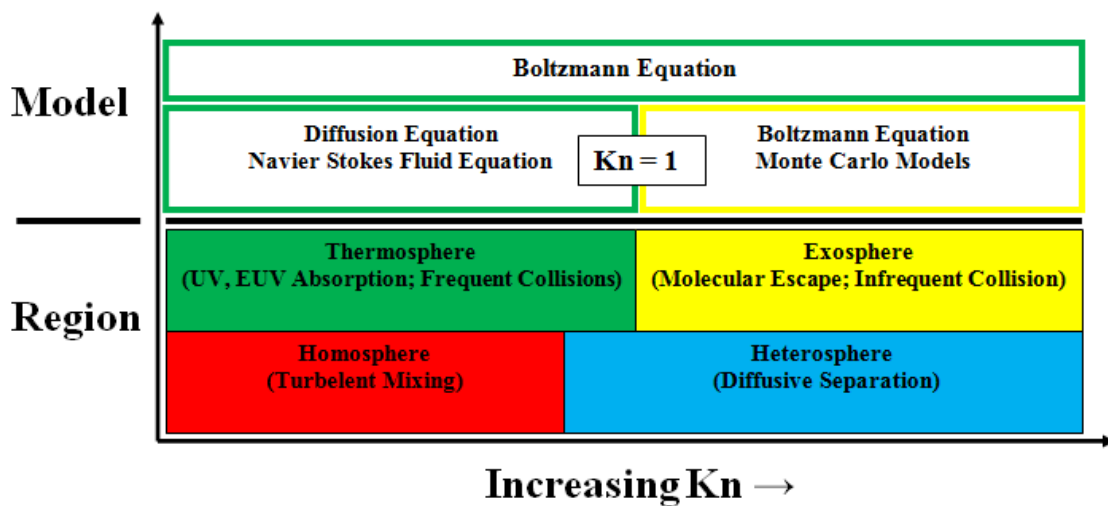 Model
Boltzmann Equation
Diffusion Equation
Navier Stokes Fluid Equation
Kn = 1
Boltzmann Equation
Monte Carlo Models
Region
Thermosphere
(UV, EUV Absorption; Frequent Collisions)
Exosphere
(Molecular Escape; Infrequent Collision)
Homosphere
(Turbelent Mixing)
Heterosphere
(Diffusive Separation)
Increasing Kn →